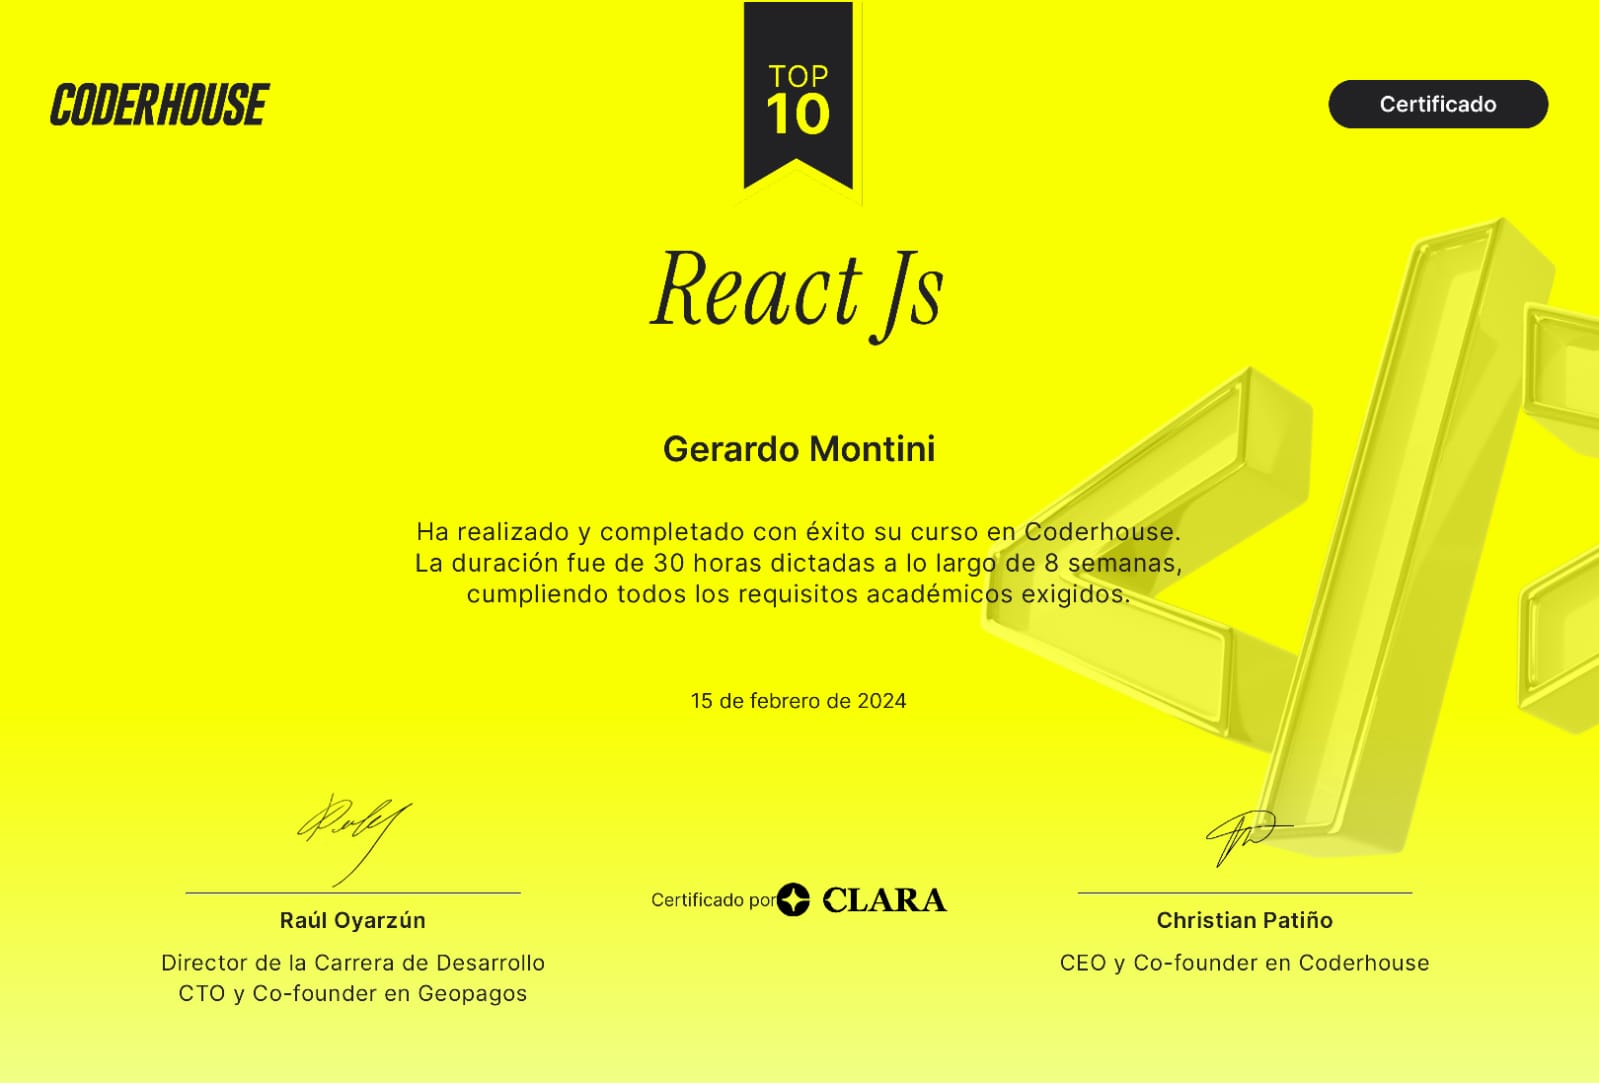 CODERHOUSE
TOP
10
Certificado
React Js
Gerardo Montini
Ha realizado y completado con éxito su curso en Coderhouse.
La duración fue de 30 horas dictadas a lo largo de 8 semanas,
cumpliendo todos los requisitos académicos exigidos.
15 de febrero de 2024
Certificado por CLARA
Raúl Oyarzún
Director de la Carrera de Desarrollo
CTO y Co-founder en Geopagos
Christian Patiño
CEO y Co-founder en Coderhouse